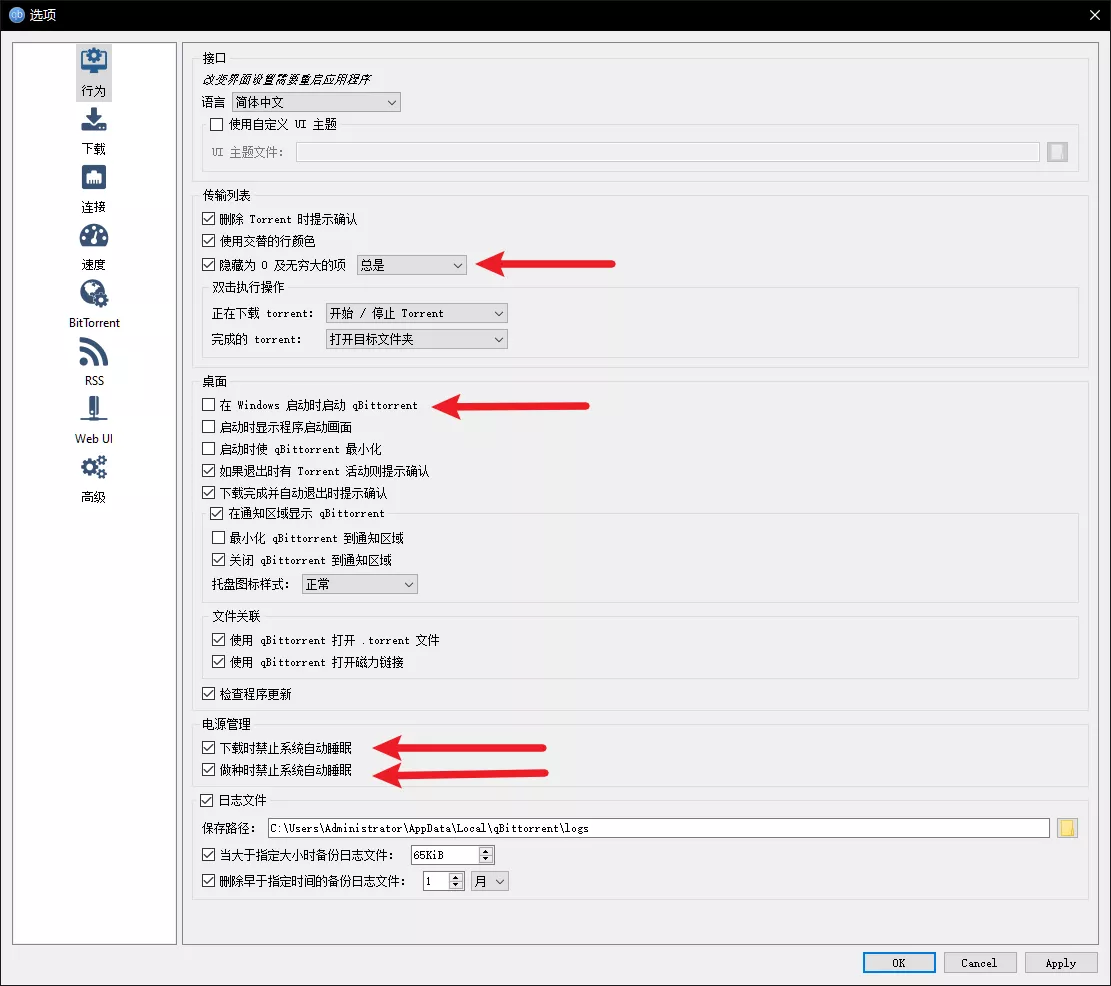 qb 选项
行为
下载
连接
速度
BitTorrent
RSS
Web UI
高级
接口
改变界面设置需要重启应用程序
语言 简体中文
使用自定义 UI 主题
UI 主题文件:
传输列表
删除 Torrent 时提示确认
使用交替的行颜色
隐藏为 0 及无穷大的项 总是
双击执行操作
正在下载 torrent: 开始 / 停止 Torrent
完成的 torrent: 打开目标文件夹
桌面
在 Windows 启动时启动 qBittorrent
启动时显示程序启动画面
启动时使 qBittorrent 最小化
如果退出时有 Torrent 活动则提示确认
下载完成并自动退出时提示确认
在通知区域显示 qBittorrent
最小化 qBittorrent 到通知区域
关闭 qBittorrent 到通知区域
托盘图标样式: 正常
文件关联
使用 qBittorrent 打开 .torrent 文件
使用 qBittorrent 打开磁力链接
检查程序更新
电源管理
下载时禁止系统自动睡眠
做种时禁止系统自动睡眠
日志文件
保存路径: C:\Users\Administrator\AppData\Local\qBittorrent\logs
当大于指定大小时备份日志文件: 65KiB
删除早于指定时间的备份日志文件: 1 月
OK Cancel Apply